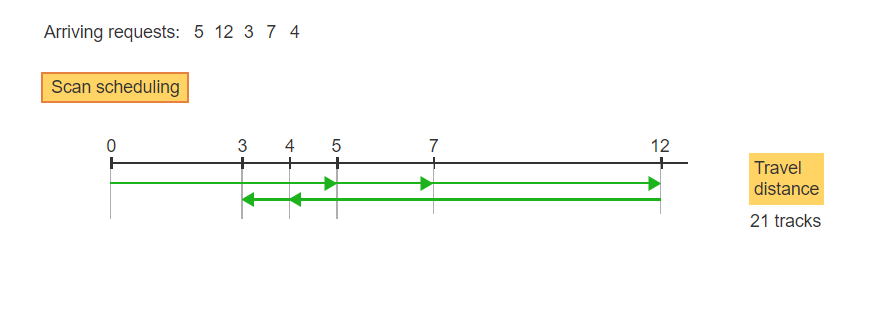 Arriving requests: 5 12 3 7 4
Scan scheduling
0 3 4 5 7 12
Travel
distance
21 tracks